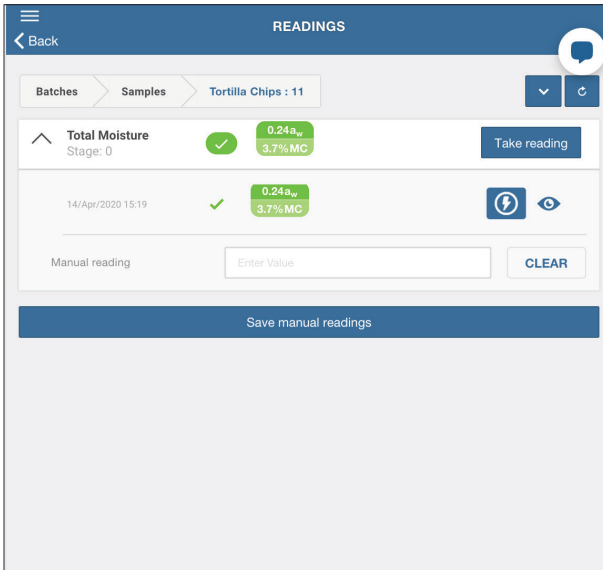 READINGS
Back
Batches Samples Tortilla Chips : 11
Total Moisture
Stage: 0
0.24aw
3.7%MC
Take reading
14/Apr/2020 15:19
0.24aw
3.7%MC
Manual reading Enter Value CLEAR
Save manual readings